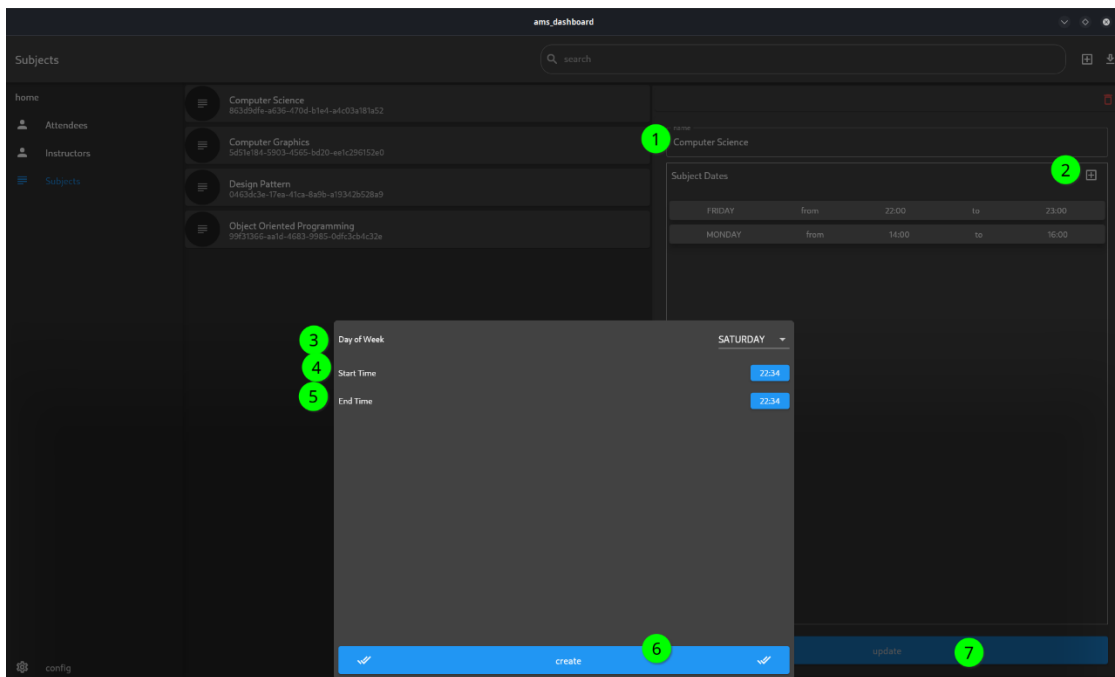 ams_dashboard
Subjects
search
home
Attendees
Instructors
Subjects
config
Computer Science
863d9dfe-a636-470d-b1e4-a4c03a181a52
Computer Graphics
5d51e184-5903-4565-bd20-ee1c296152e0
Design Pattern
0463dc3e-17ea-41ca-8a9b-a19342b528a9
Object Oriented Programming
99f31366-aa1d-4683-9985-0dfc3cb4c32e
name
1 Computer Science
Subject Dates 2
FRIDAY from 22:00 to 23:00
MONDAY from 14:00 to 16:00
3 Day of Week SATURDAY
4 Start Time 22:34
5 End Time 22:34
create 6
update 7